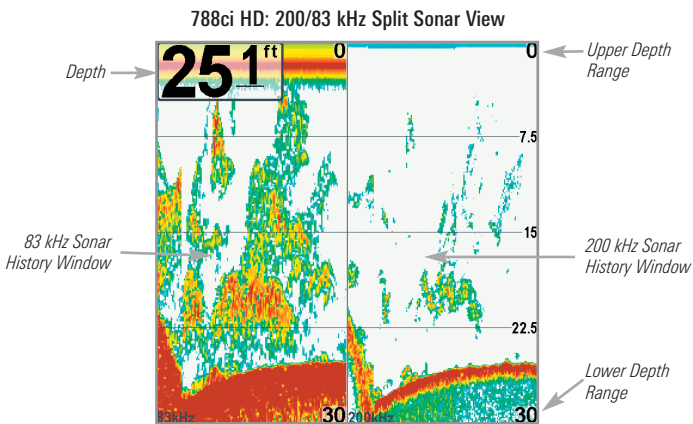 788ci HD: 200/83 kHz Split Sonar View
Depth
251 ft
0
0
Upper Depth
Range
7.5
15
83 kHz Sonar
History Window
200 kHz Sonar
History Window
22.5
Lower Depth
Range
83kHz
30
200kHz
30